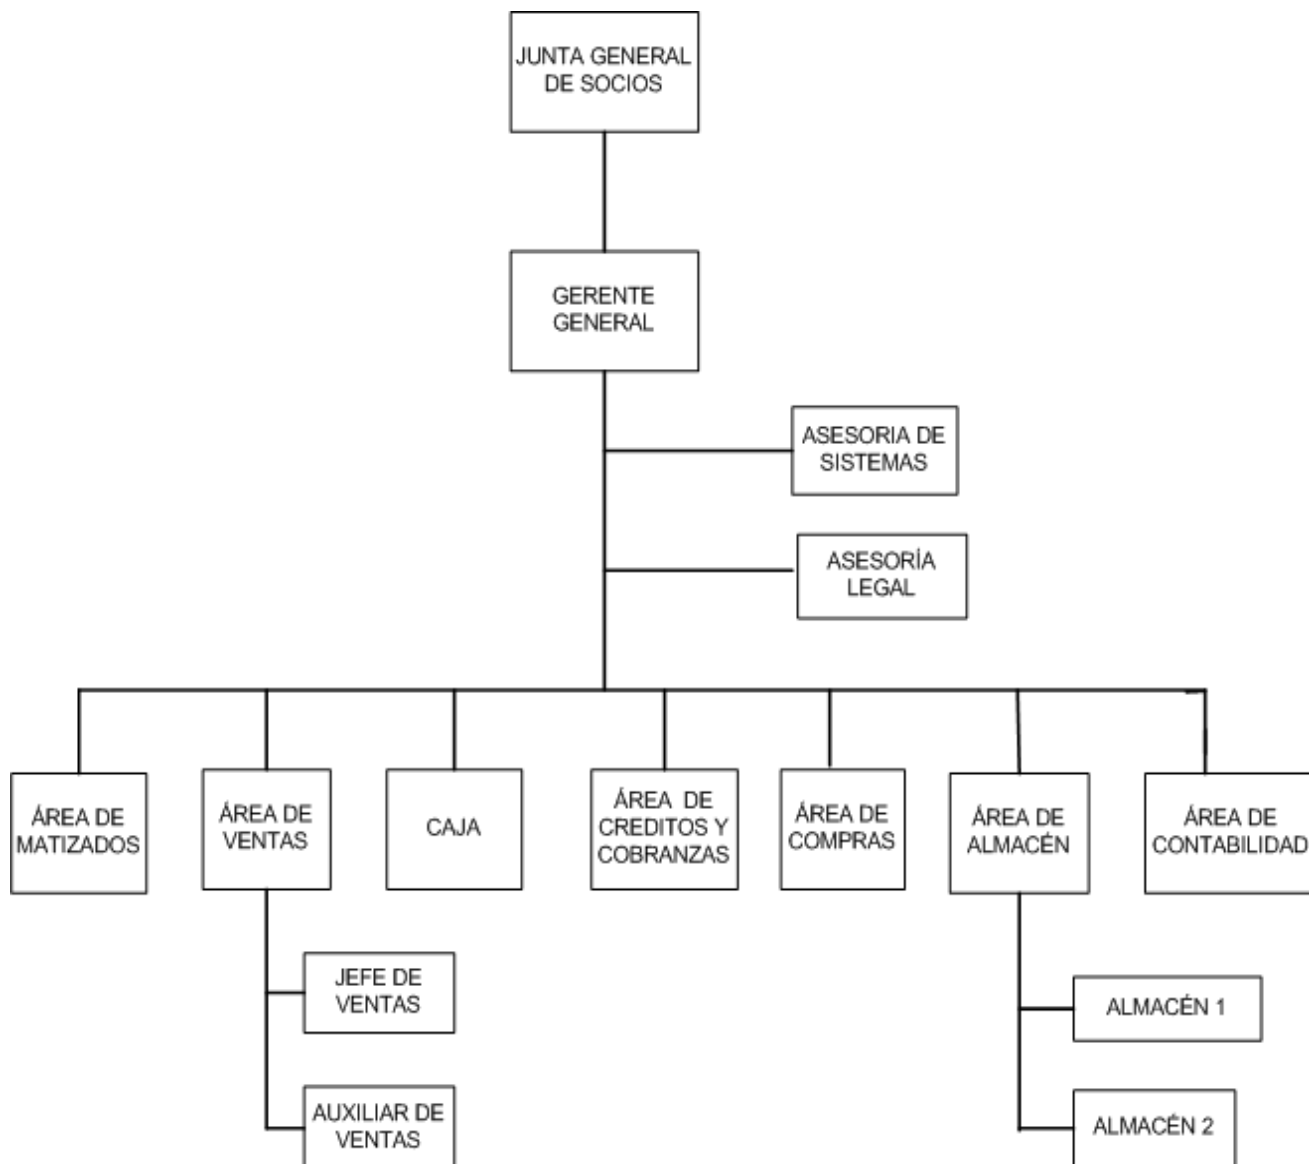 JUNTA GENERAL
DE SOCIOS
GERENTE
GENERAL
ASESORIA DE
SISTEMAS
ASESORÍA
LEGAL
ÁREA DE
MATIZADOS
ÁREA DE
VENTAS
CAJA
ÁREA DE
CREDITOS Y
COBRANZAS
ÁREA DE
COMPRAS
ÁREA DE
ALMACÉN
ÁREA DE
CONTABILIDAD
JEFE DE
VENTAS
AUXILIAR DE
VENTAS
ALMACÉN 1
ALMACÉN 2